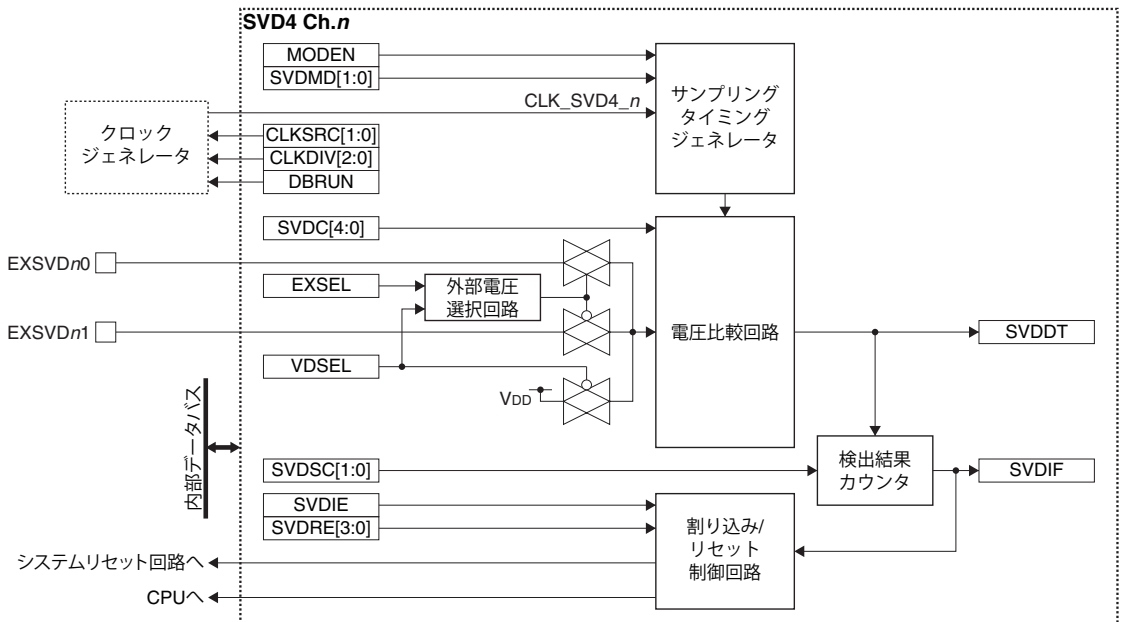 SVD4 Ch.n
MODEN
SVDMD[1:0]
CLK_SVD4_n
サンプリング
タイミング
ジェネレータ
クロック
ジェネレータ
CLKSRC[1:0]
CLKDIV[2:0]
DBRUN
SVDC[4:0]
EXSVDn0
EXSEL
外部電圧
選択回路
EXSVDn1
電圧比較回路
SVDDT
VDSEL
VDD
内部データバス
SVDSC[1:0]
検出結果
カウンタ
SVDIF
SVDIE
SVDRE[3:0]
割り込み/
リセット
制御回路
システムリセット回路へ
CPUへ